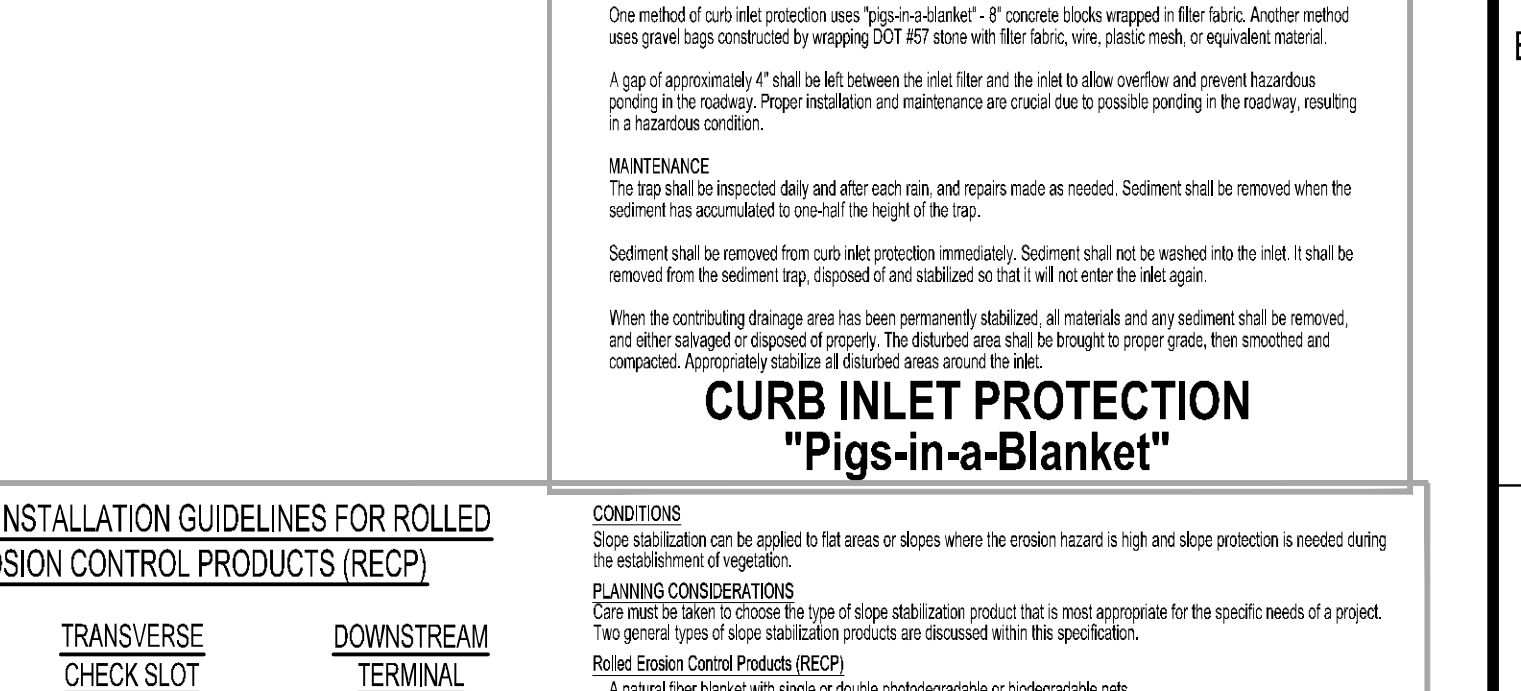 One method of curb inlet protection uses "pigs-in-a-blanket" - 8" concrete blocks wrapped in filter fabric. Another method
uses gravel bags constructed by wrapping DOT #57 stone with filter fabric, wire, plastic mesh, or equivalent material.
A gap of approximately 4" shall be left between the inlet filter and the inlet to allow overflow and prevent hazardous
ponding in the roadway. Proper installation and maintenance are crucial due to possible ponding in the roadway, resulting
in a hazardous condition.
MAINTENANCE
The trap shall be inspected daily and after each rain, and repairs made as needed. Sediment shall be removed when the
sediment has accumulated to one-half the height of the trap.
Sediment shall be removed from curb inlet protection immediately. Sediment shall not be washed into the inlet. It shall be
removed from the sediment trap, disposed of and stabilized so that it will not enter the inlet again.
When the contributing drainage area has been permanently stabilized, all materials and any sediment shall be removed,
and either salvaged or disposed of properly. The disturbed area shall be brought to proper grade, then smoothed and
compacted. Appropriately stabilize all disturbed areas around the inlet.
CURB INLET PROTECTION
"Pigs-in-a-Blanket"
NSTALLATION GUIDELINES FOR ROLLED
OSION CONTROL PRODUCTS (RECP)
TRANSVERSE
CHECK SLOT
DOWNSTREAM
TERMINAL
CONDITIONS
Slope stabilization can be applied to flat areas or slopes where the erosion hazard is high and slope protection is needed during
the establishment of vegetation.
PLANNING CONSIDERATIONS
Care must be taken to choose the type of slope stabilization product that is most appropriate for the specific needs of a project.
Two general types of slope stabilization products are discussed within this specification.
Rolled Erosion Control Products (RECP)
A natural fiber blanket with single or double photodegradable or biodegradable nets.